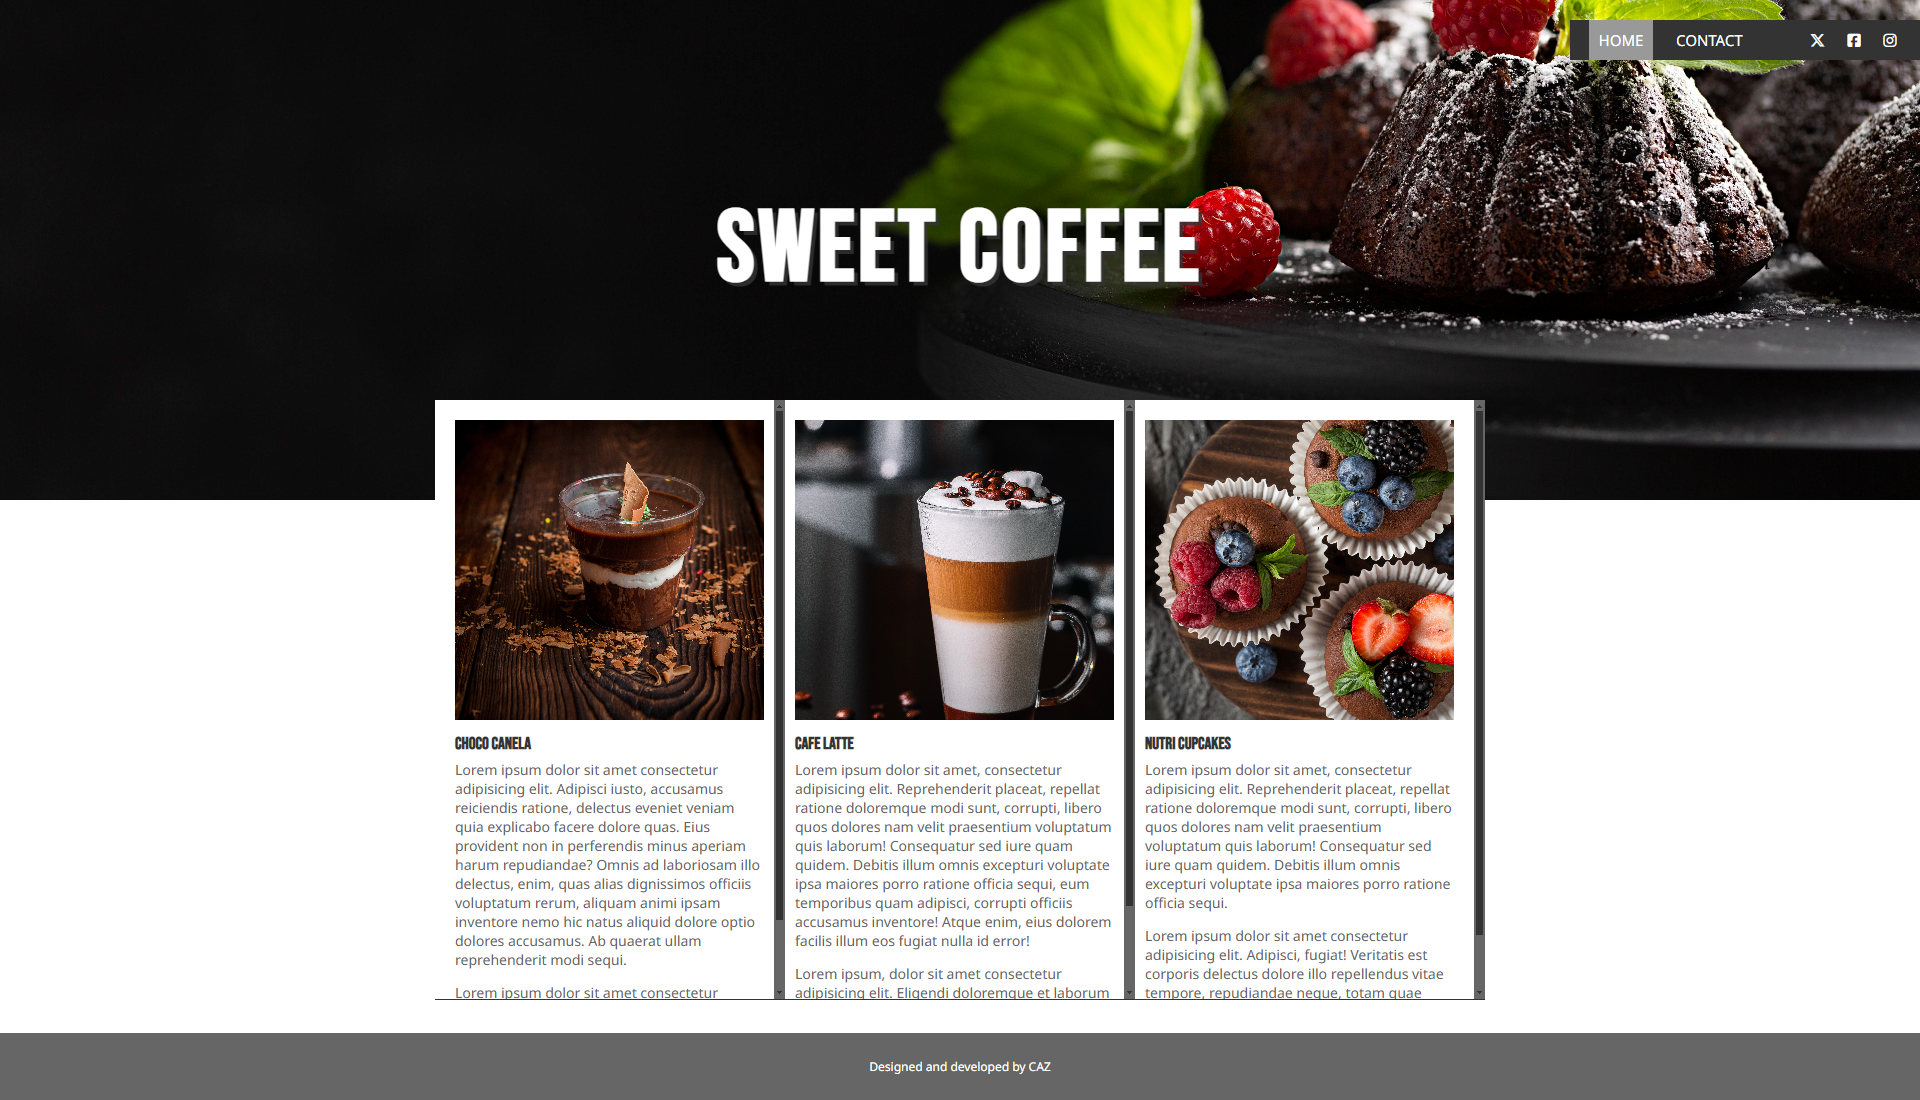 HOME CONTACT
SWEET COFFEE
CHOCO CANELA
Lorem ipsum dolor sit amet consectetur
adipisicing elit. Adipisci iusto, accusamus
reiciendis ratione, delectus eveniet veniam
quia explicabo facere dolore quas. Eius
provident non in perferendis minus aperiam
harum repudiandae? Omnis ad laboriosam illo
delectus, enim, quas alias dignissimos officiis
voluptatum rerum, aliquam animi ipsam
inventore nemo hic natus aliquid dolore optio
dolores accusamus. Ab quaerat ullam
reprehenderit modi sequi.
Lorem ipsum dolor sit amet consectetur
CAFE LATTE
Lorem ipsum dolor sit amet, consectetur
adipisicing elit. Reprehenderit placeat, repellat
ratione doloremque modi sunt, corrupti, libero
quos dolores nam velit praesentium voluptatum
quis laborum! Consequatur sed iure quam
quidem. Debitis illum omnis excepturi voluptate
ipsa maiores porro ratione officia sequi, eum
temporibus quam adipisci, corrupti officiis
accusamus inventore! Atque enim, eius dolorem
facilis illum eos fugiat nulla id error!
Lorem ipsum, dolor sit amet consectetur
adipisicing elit. Eligendi doloremque et laborum
NUTRI CUPCAKES
Lorem ipsum dolor sit amet, consectetur
adipisicing elit. Reprehenderit placeat, repellat
ratione doloremque modi sunt, corrupti, libero
quos dolores nam velit praesentium
voluptatum quis laborum! Consequatur sed
iure quam quidem. Debitis illum omnis
excepturi voluptate ipsa maiores porro ratione
officia sequi.
Lorem ipsum dolor sit amet consectetur
adipisicing elit. Adipisci, fugiat! Veritatis est
corporis delectus dolore illo repellendus vitae
tempore, repudiandae neque, totam quae
Designed and developed by CAZ